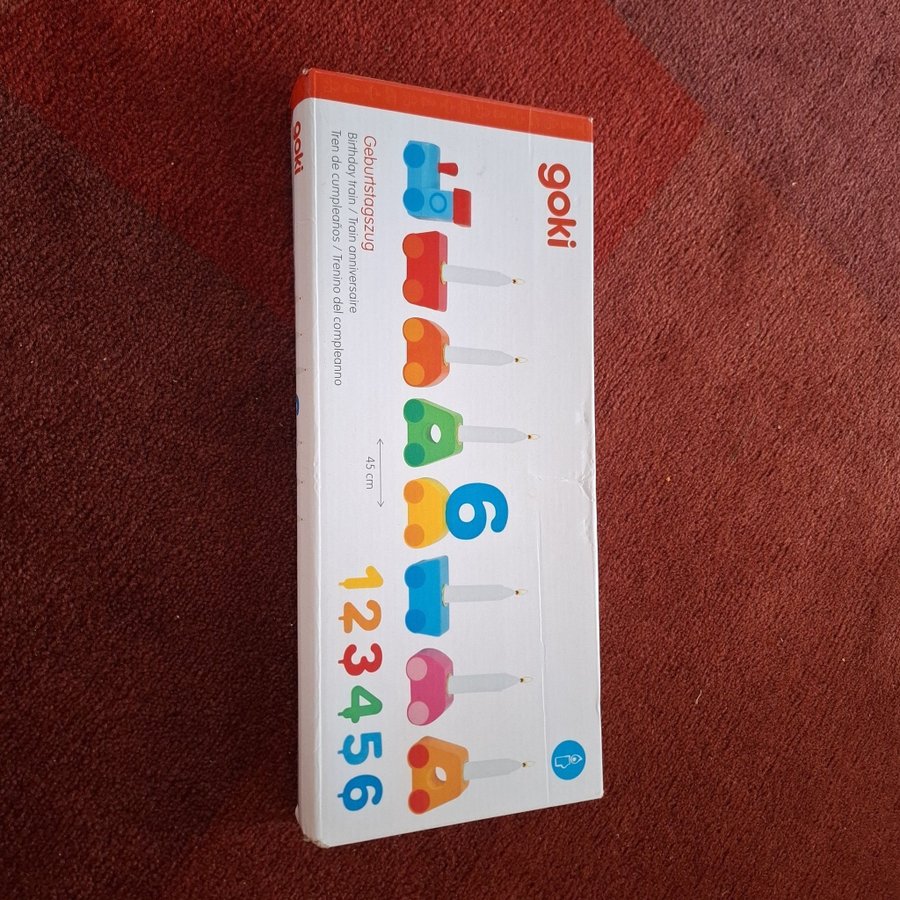 goki
goki
Geburtstagszug
Birthday train / Train anniversaire
Tren de cumpleaños / Trenino del compleanno
6
45 cm
1 2 3 4 5 6